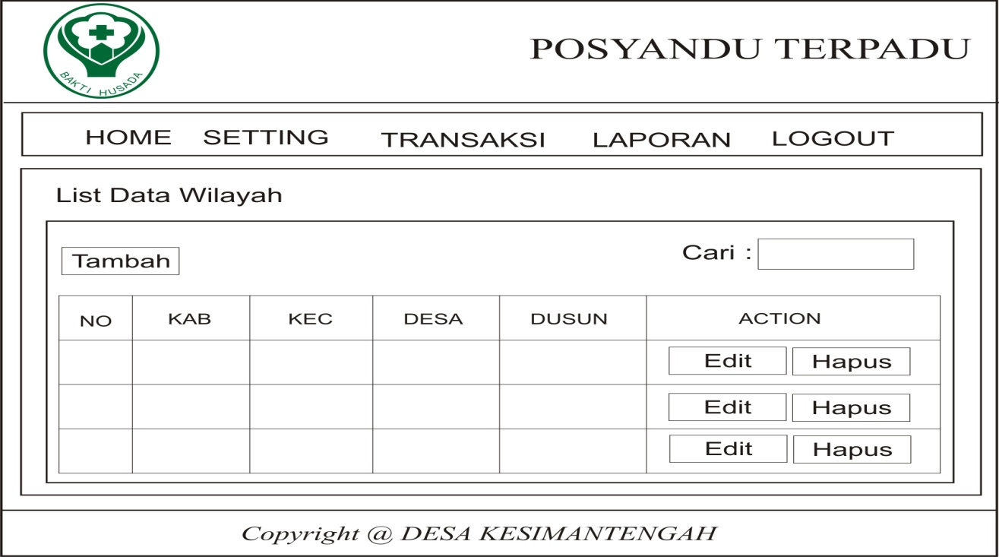 BAKTI HUSADA
POSYANDU TERPADU
HOME SETTING TRANSAKSI LAPORAN LOGOUT
List Data Wilayah
Tambah Cari :
NO KAB KEC DESA DUSUN ACTION
Edit Hapus
Edit Hapus
Edit Hapus
Copyright @ DESA KESIMANTENGAH